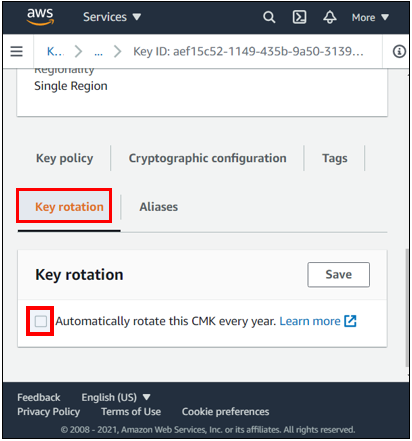 aws
Services ▼
More ▼
K... > ... > Key ID: aef15c52-1149-435b-9a50-3139...
Regionality
Single Region
Key policy
Cryptographic configuration
Tags
Key rotation
Aliases
Key rotation
Save
Automatically rotate this CMK every year. Learn more
Feedback
English (US) ▼
Privacy Policy
Terms of Use
Cookie preferences
© 2008 - 2021, Amazon Web Services, Inc. or its affiliates. All rights reserved.